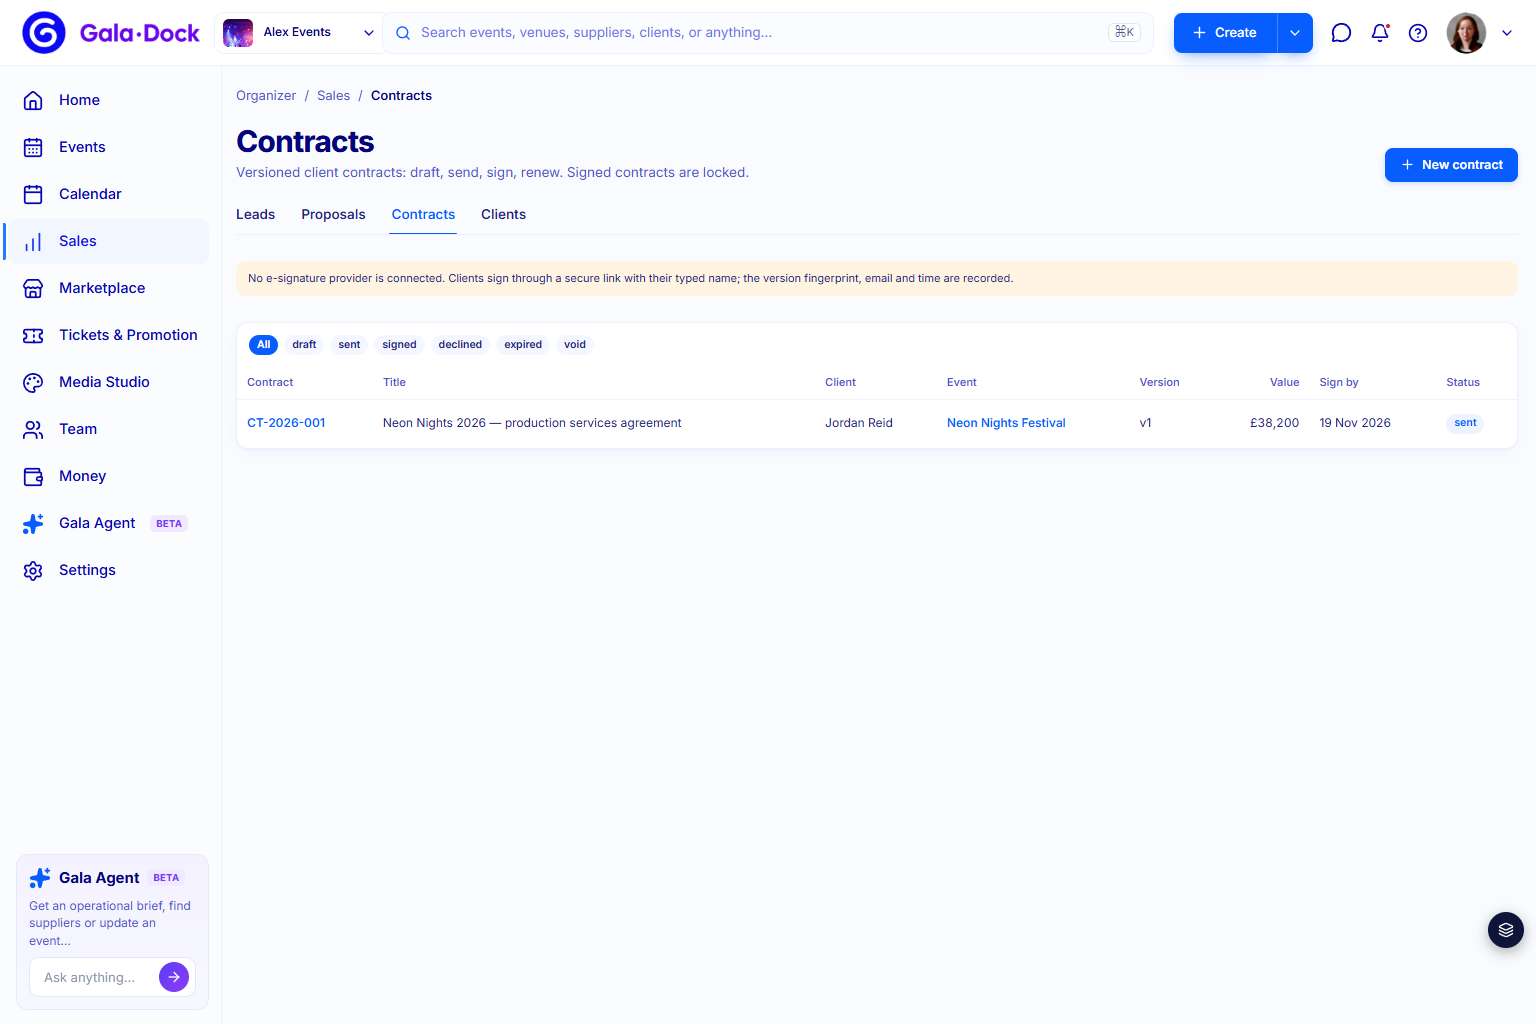 Gala·Dock
Alex Events
Search events, venues, suppliers, clients, or anything...
⌘K
Create
Home
Events
Calendar
Sales
Marketplace
Tickets & Promotion
Media Studio
Team
Money
Gala Agent BETA
Settings
Organizer / Sales / Contracts
Contracts
Versioned client contracts: draft, send, sign, renew. Signed contracts are locked.
New contract
Leads Proposals Contracts Clients
No e-signature provider is connected. Clients sign through a secure link with their typed name; the version fingerprint, email and time are recorded.
All draft sent signed declined expired void
Contract Title Client Event Version Value Sign by Status
CT-2026-001 Neon Nights 2026 — production services agreement Jordan Reid Neon Nights Festival v1 £38,200 19 Nov 2026 sent
Gala Agent BETA
Get an operational brief, find
suppliers or update an
event...
Ask anything...